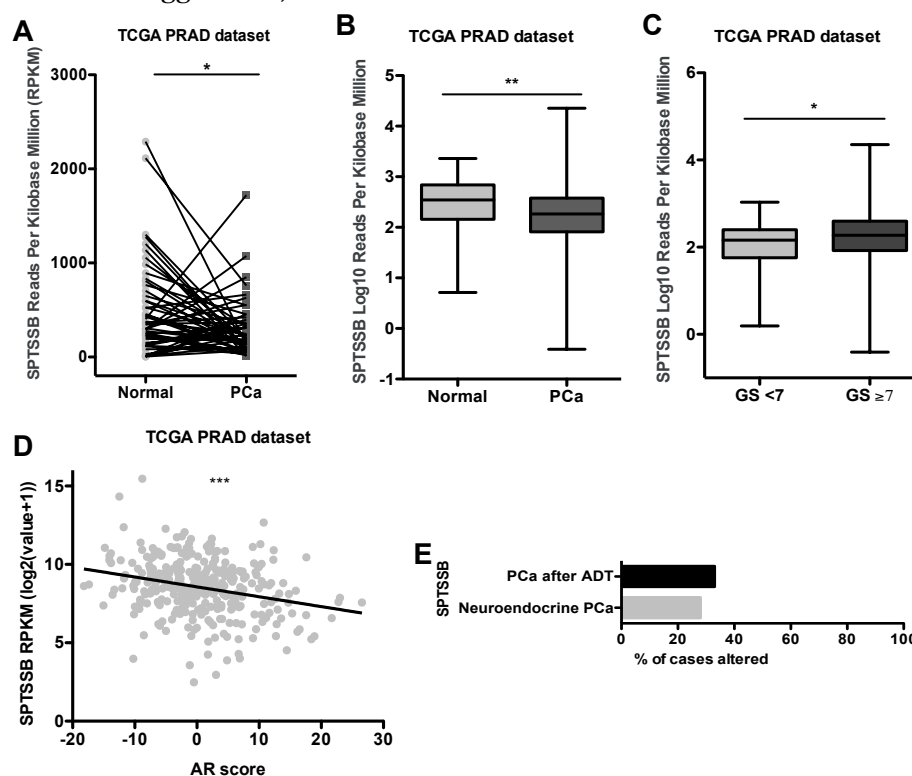 A
TCGA PRAD dataset
*
SPTSSB Reads Per Kilobase Million (RPKM)
3000
2000
1000
0
Normal
PCa
B
TCGA PRAD dataset
**
SPTSSB Log10 Reads Per Kilobase Million
5
4
3
2
1
0
-1
Normal
PCa
C
TCGA PRAD dataset
*
SPTSSB Log10 Reads Per Kilobase Million
6
4
2
0
GS <7
GS ≥7
D
TCGA PRAD dataset
***
SPTSSB RPKM (log2(value+1))
15
10
5
0
-20
-10
0
10
20
30
AR score
E
SPTSSB
PCa after ADT
Neuroendocrine PCa
0
20
40
60
80
100
% of cases altered